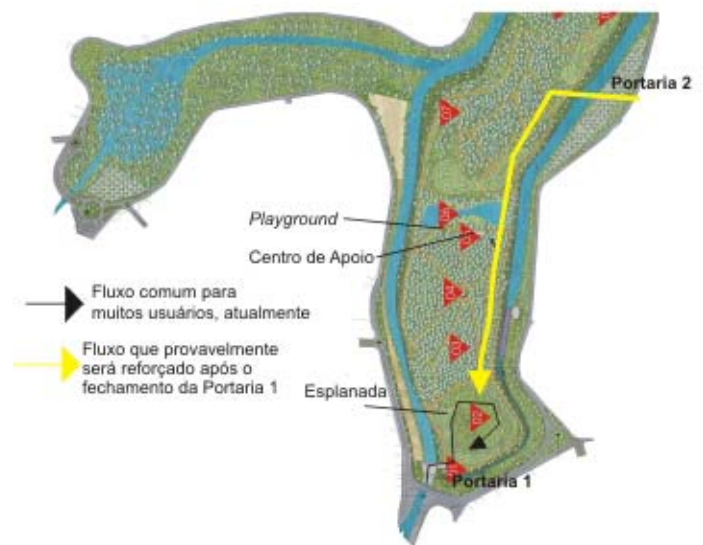 Portaria 2
Playground
Centro de Apoio
Fluxo comum para
muitos usuários, atualmente
Fluxo que provavelmente
será reforçado após o
fechamento da Portaria 1
Esplanada
Portaria 1